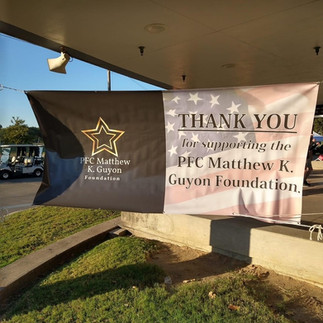 PFC Matthew
K. Guyon
Foundation
THANK YOU
for supporting the
PFC Matthew K.
Guyon Foundation.